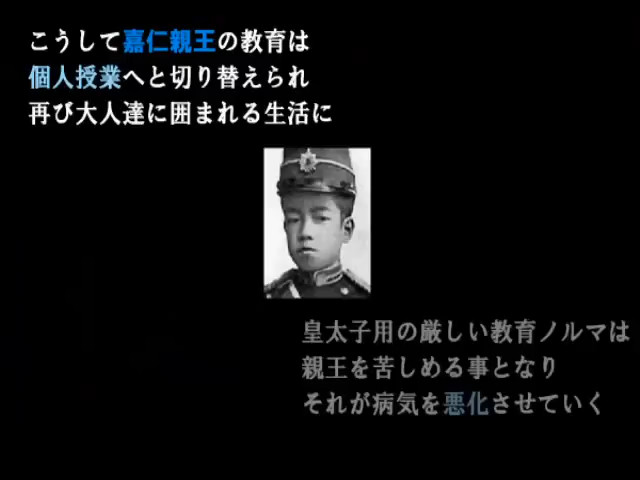 こうして嘉仁親王の教育は
個人授業へと切り替えられ
再び大人達に囲まれる生活に
皇太子用の厳しい教育ノルマは
親王を苦しめる事となり
それが病気を悪化させていく